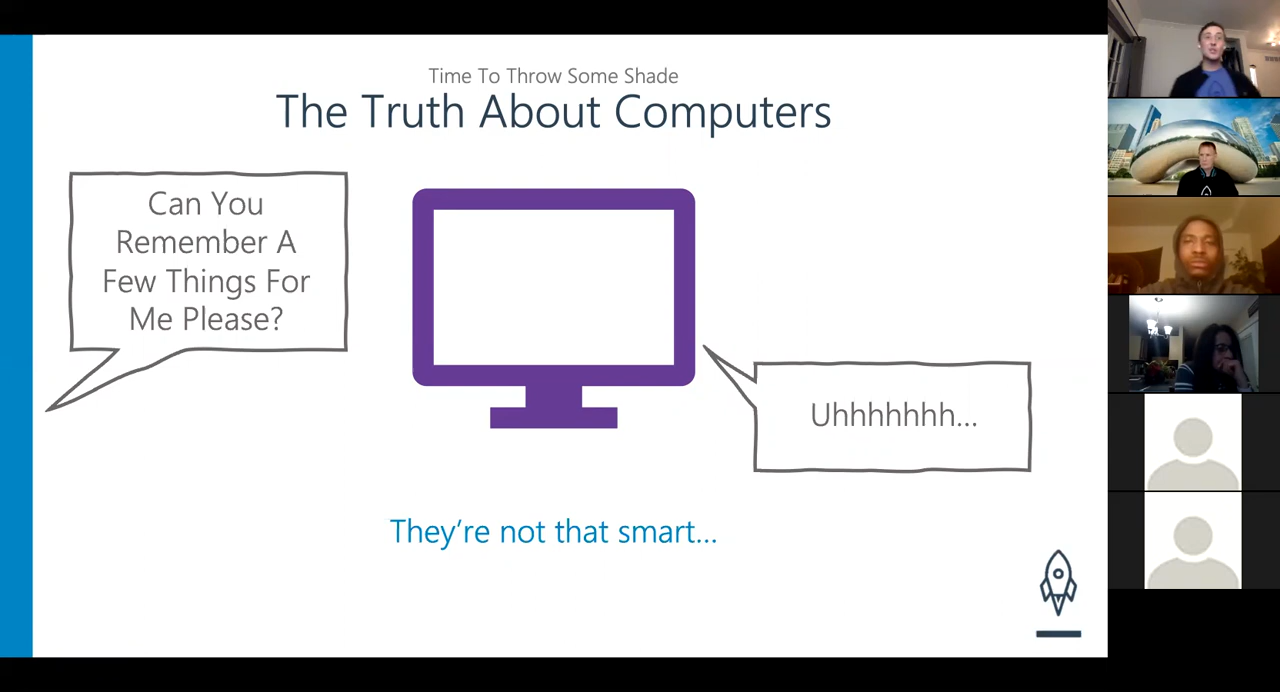 Time To Throw Some Shade
The Truth About Computers
Can You
Remember A
Few Things For
Me Please?
Uhhhhhhh...
They're not that smart...